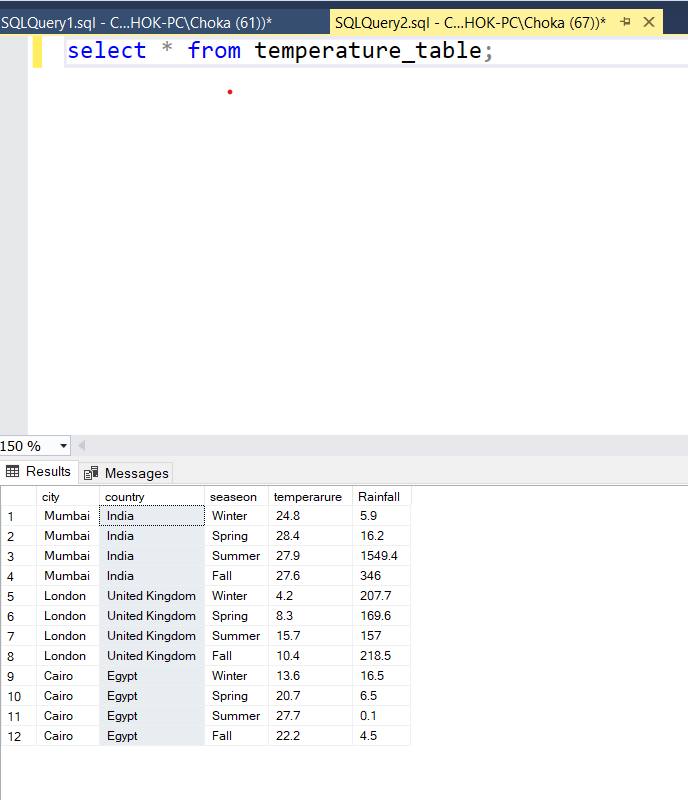 SQLQuery1.sql - C...HOK-PC\Choka (61))* SQLQuery2.sql - C...HOK-PC\Choka (67))*
select * from temperature_table;
150 %
Results Messages
city country seaseon temperarure Rainfall
1 Mumbai India Winter 24.8 5.9
2 Mumbai India Spring 28.4 16.2
3 Mumbai India Summer 27.9 1549.4
4 Mumbai India Fall 27.6 346
5 London United Kingdom Winter 4.2 207.7
6 London United Kingdom Spring 8.3 169.6
7 London United Kingdom Summer 15.7 157
8 London United Kingdom Fall 10.4 218.5
9 Cairo Egypt Winter 13.6 16.5
10 Cairo Egypt Spring 20.7 6.5
11 Cairo Egypt Summer 27.7 0.1
12 Cairo Egypt Fall 22.2 4.5